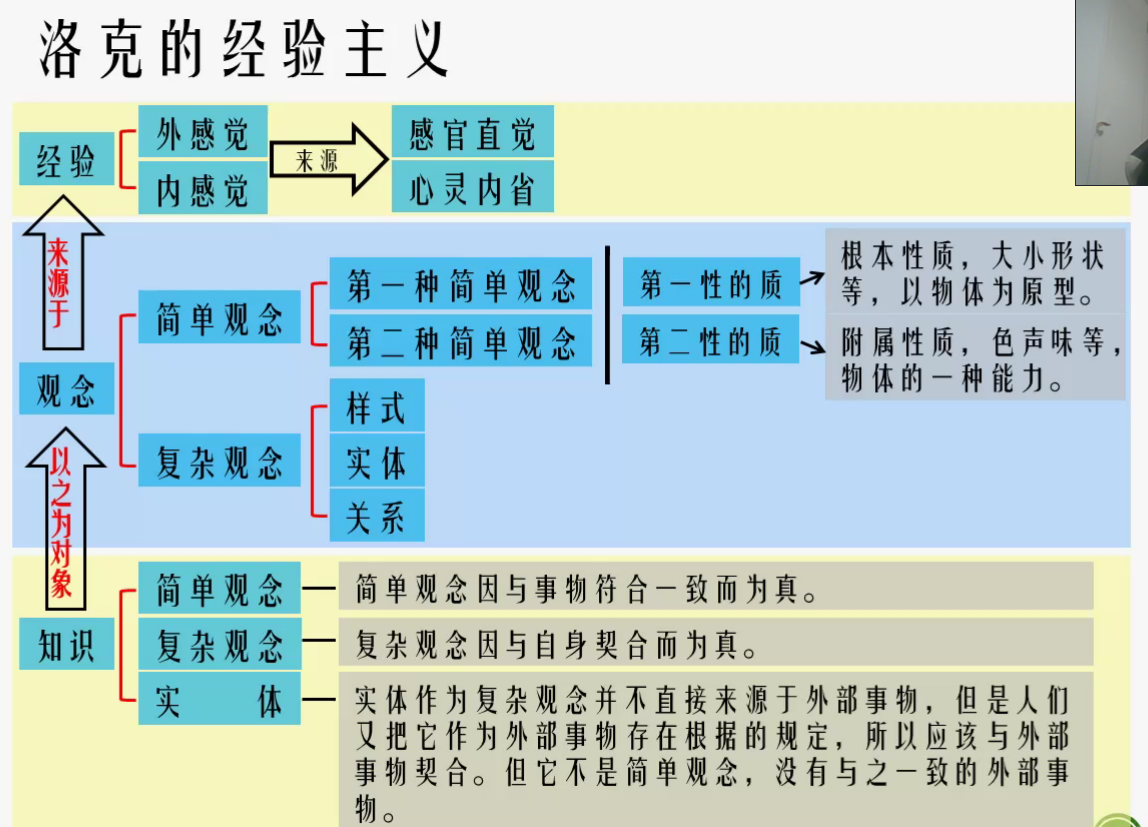 洛克的经验主义
经验
外感觉
内感觉
来源
感官直觉
心灵内省
来源于
观念
简单观念
第一种简单观念
第二种简单观念
第一性的质
第二性的质
根本性质，大小形状
等，以物体为原型。
附属性质，色声味等，
物体的一种能力。
复杂观念
样式
实体
关系
以之为对象
知识
简单观念
简单观念因与事物符合一致而为真。
复杂观念
复杂观念因与自身契合而为真。
实体
实体作为复杂观念并不直接来源于外部事物，但是人们
又把它作为外部事物存在根据的规定，所以应该与外部
事物契合。但它不是简单观念，没有与之一致的外部事
物。